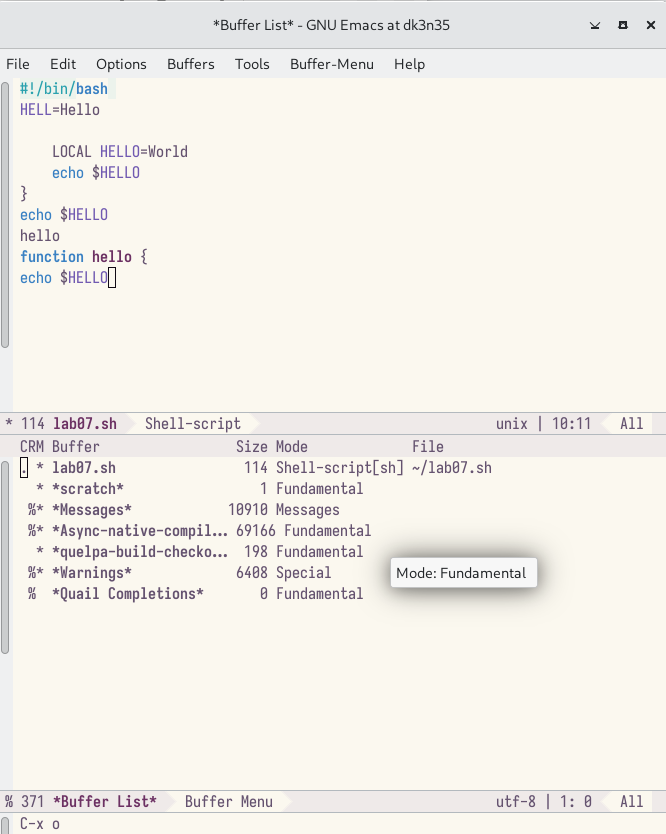 *Buffer List* - GNU Emacs at dk3n35
File Edit Options Buffers Tools Buffer-Menu Help
#!/bin/bash
HELL=Hello
LOCAL HELLO=World
echo $HELLO
}
echo $HELLO
hello
function hello {
echo $HELLO
* 114 lab07.sh Shell-script unix | 10:11 All
CRM Buffer Size Mode File
. * lab07.sh 114 Shell-script[sh] ~/lab07.sh
* *scratch* 1 Fundamental
%* *Messages* 10910 Messages
%* *Async-native-compil... 69166 Fundamental
* *quelpa-build-checko... 198 Fundamental
%* *Warnings* 6408 Special
Mode: Fundamental
% *Quail Completions* 0 Fundamental
% 371 *Buffer List* Buffer Menu utf-8 | 1: 0 All
C-x o